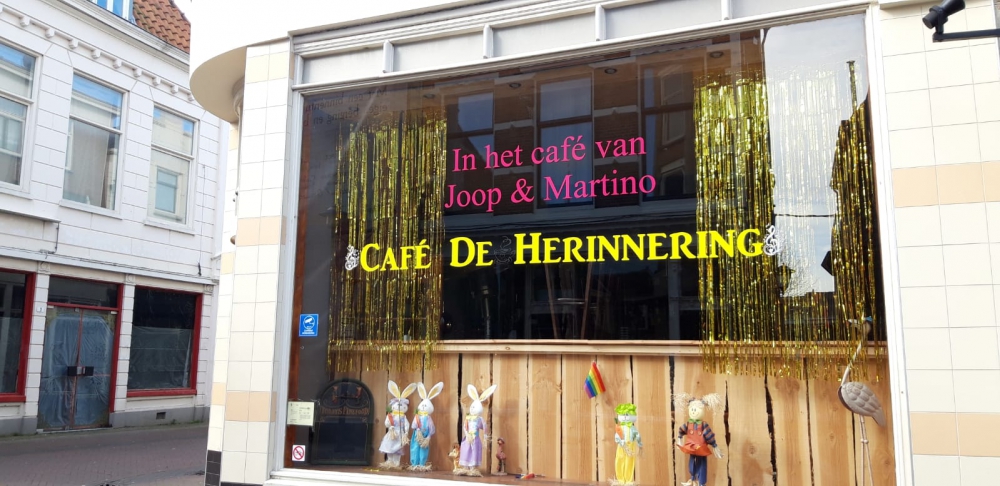 In het café van
Joop & Martino
CAFÉ DE HERINNERING